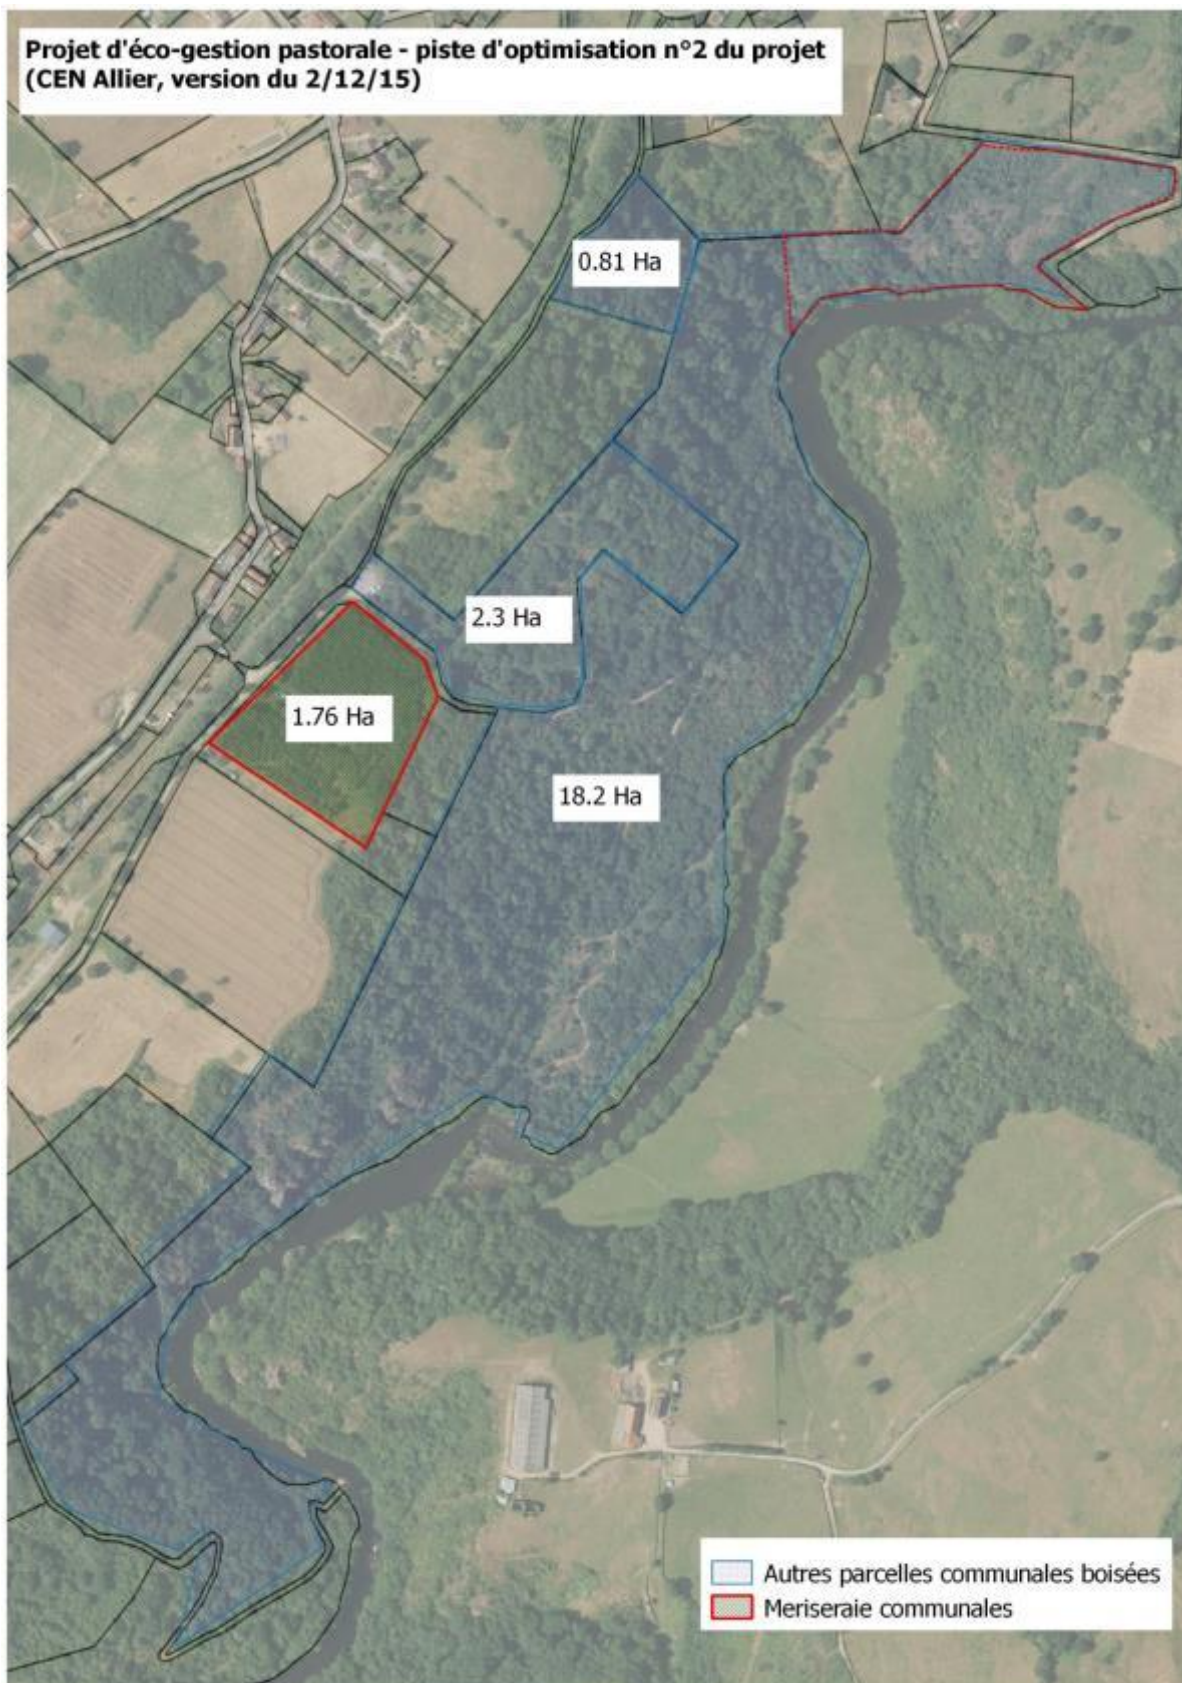 Projet d'éco-gestion pastorale - piste d'optimisation n°2 du projet
(CEN Allier, version du 2/12/15)
0.81 Ha
2.3 Ha
1.76 Ha
18.2 Ha
Autres parcelles communales boisées
Meriseraie communales